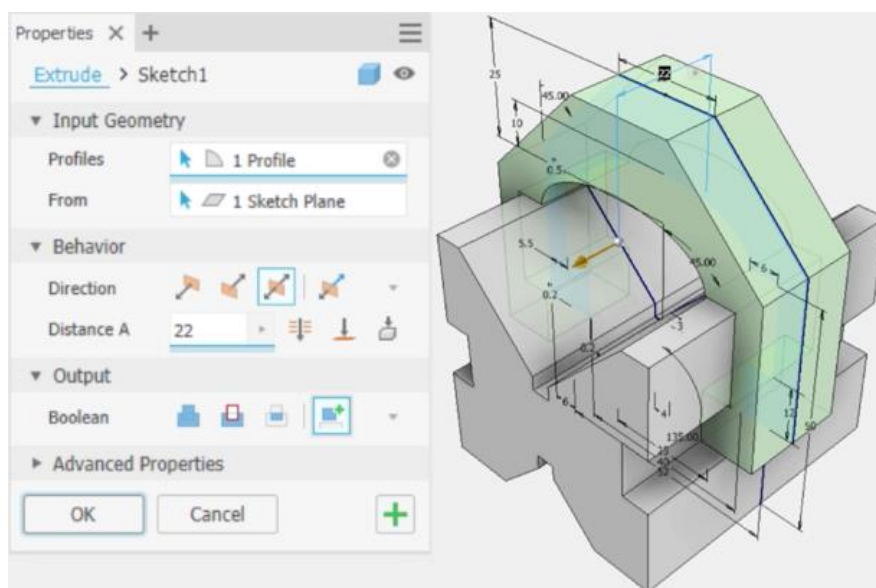 Properties × +
Extrude > Sketch1
Input Geometry
Profiles 1 Profile
From 1 Sketch Plane
Behavior
Direction
Distance A 22
Output
Boolean
Advanced Properties
OK Cancel
22
25
45.00
10
0.5
5.5
45.00
6
0.2
3
0.2
6
4
12
50
135.00